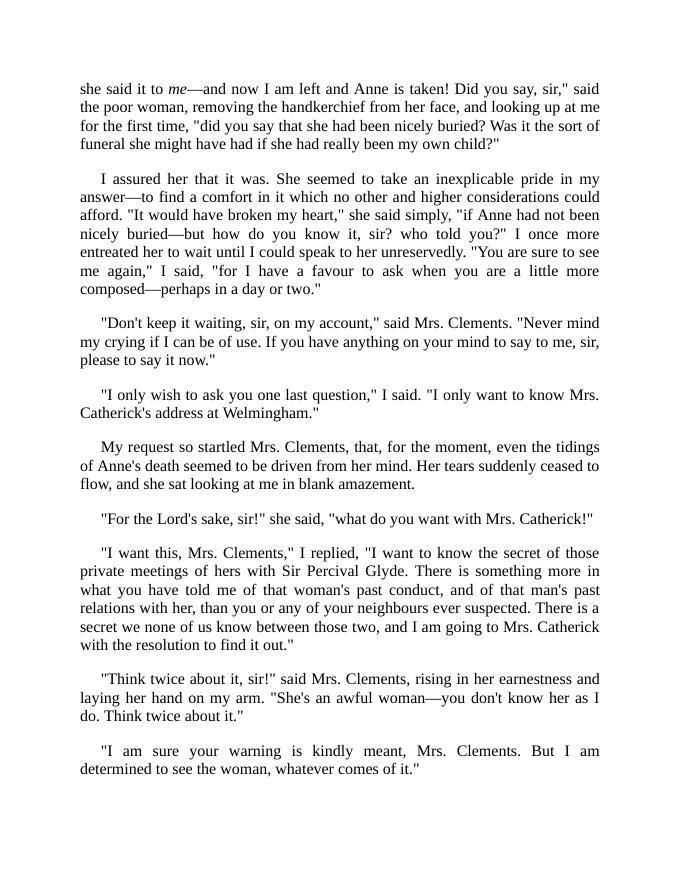 she said it to me—and now I am left and Anne is taken! Did you say, sir," said
the poor woman, removing the handkerchief from her face, and looking up at me
for the first time, "did you say that she had been nicely buried? Was it the sort of
funeral she might have had if she had really been my own child?"
I assured her that it was. She seemed to take an inexplicable pride in my
answer—to find a comfort in it which no other and higher considerations could
afford. "It would have broken my heart," she said simply, "if Anne had not been
nicely buried—but how do you know it, sir? who told you?" I once more
entreated her to wait until I could speak to her unreservedly. "You are sure to see
me again," I said, "for I have a favour to ask when you are a little more
composed—perhaps in a day or two."
"Don't keep it waiting, sir, on my account," said Mrs. Clements. "Never mind
my crying if I can be of use. If you have anything on your mind to say to me, sir,
please to say it now."
"I only wish to ask you one last question," I said. "I only want to know Mrs.
Catherick's address at Welmingham."
My request so startled Mrs. Clements, that, for the moment, even the tidings
of Anne's death seemed to be driven from her mind. Her tears suddenly ceased to
flow, and she sat looking at me in blank amazement.
"For the Lord's sake, sir!" she said, "what do you want with Mrs. Catherick!"
"I want this, Mrs. Clements," I replied, "I want to know the secret of those
private meetings of hers with Sir Percival Glyde. There is something more in
what you have told me of that woman's past conduct, and of that man's past
relations with her, than you or any of your neighbours ever suspected. There is a
secret we none of us know between those two, and I am going to Mrs. Catherick
with the resolution to find it out."
"Think twice about it, sir!" said Mrs. Clements, rising in her earnestness and
laying her hand on my arm. "She's an awful woman—you don't know her as I
do. Think twice about it."
"I am sure your warning is kindly meant, Mrs. Clements. But I am
determined to see the woman, whatever comes of it."